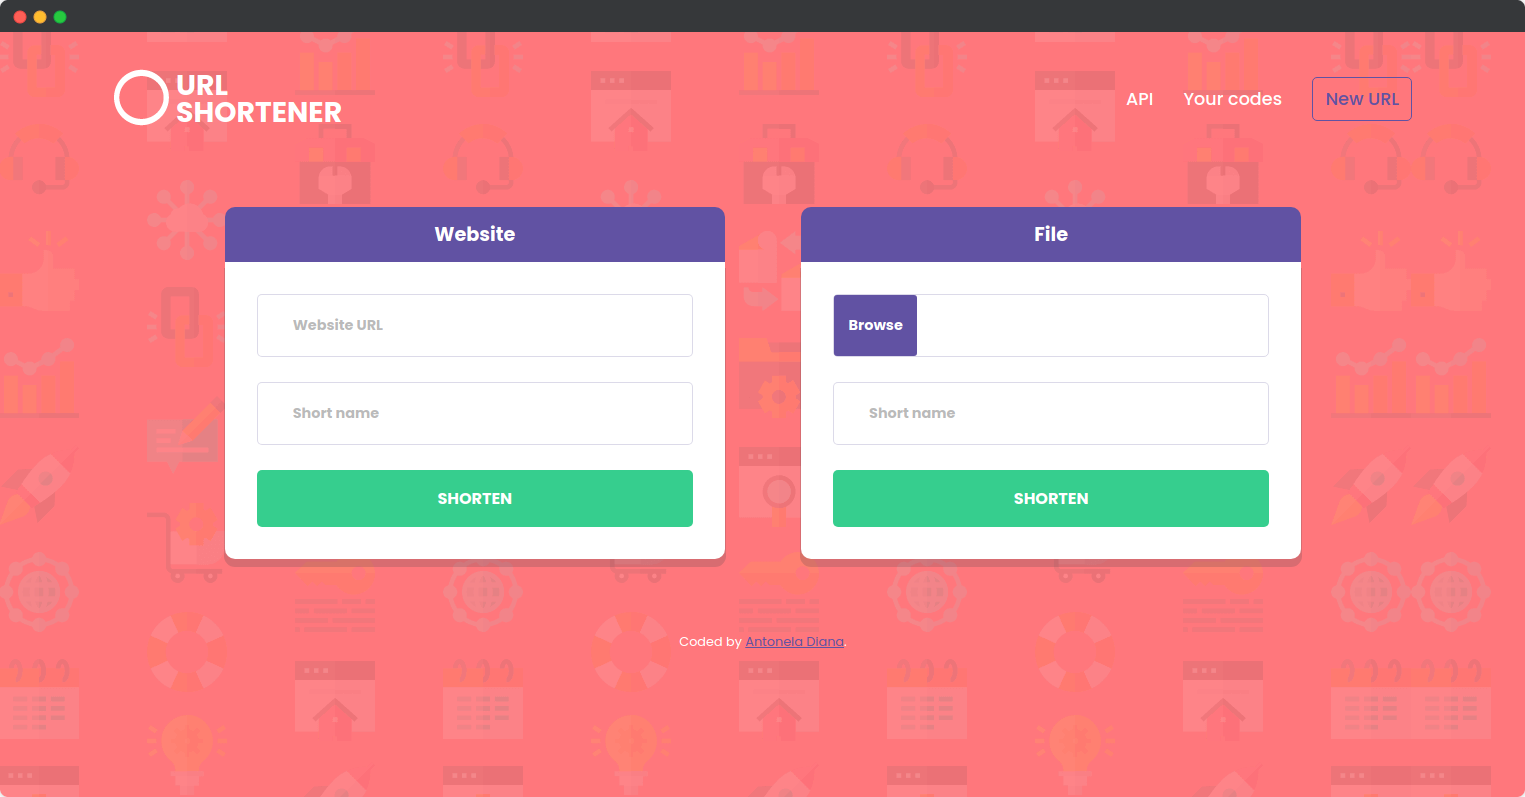 URL
SHORTENER
API
Your codes
New URL
Website
File
Website URL
Browse
Short name
Short name
SHORTEN
SHORTEN
Coded by Antonela Diana.